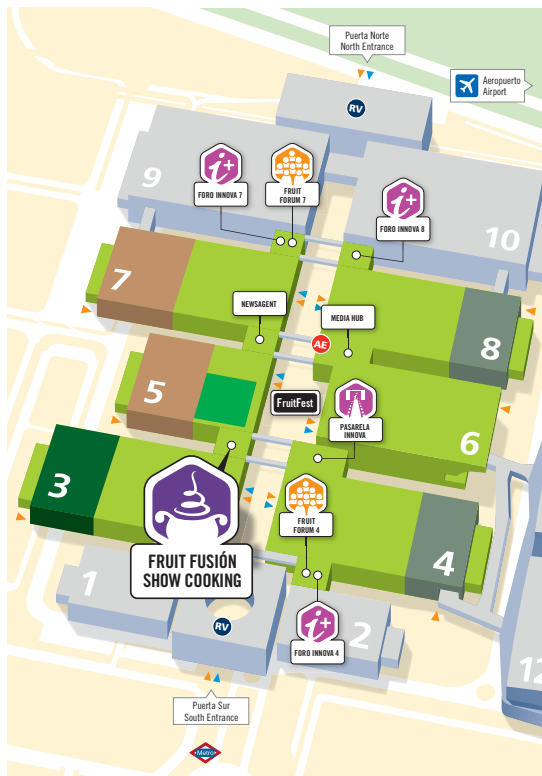 Puerta Norte
North Entrance
Aeropuerto
Airport
RV
9
FORO INNOVA 7
FRUIT
FORUM 7
FORO INNOVA 8
10
7
NEWSAGENT
MEDIA HUB
AE
8
5
FruitFest
PASARELA
INNOVA
6
3
FRUIT
FORUM 4
FRUIT FUSIÓN
SHOW COOKING
4
1
RV
2
FORO INNOVA 4
12
Puerta Sur
South Entrance
Metro
i+
i+
i+